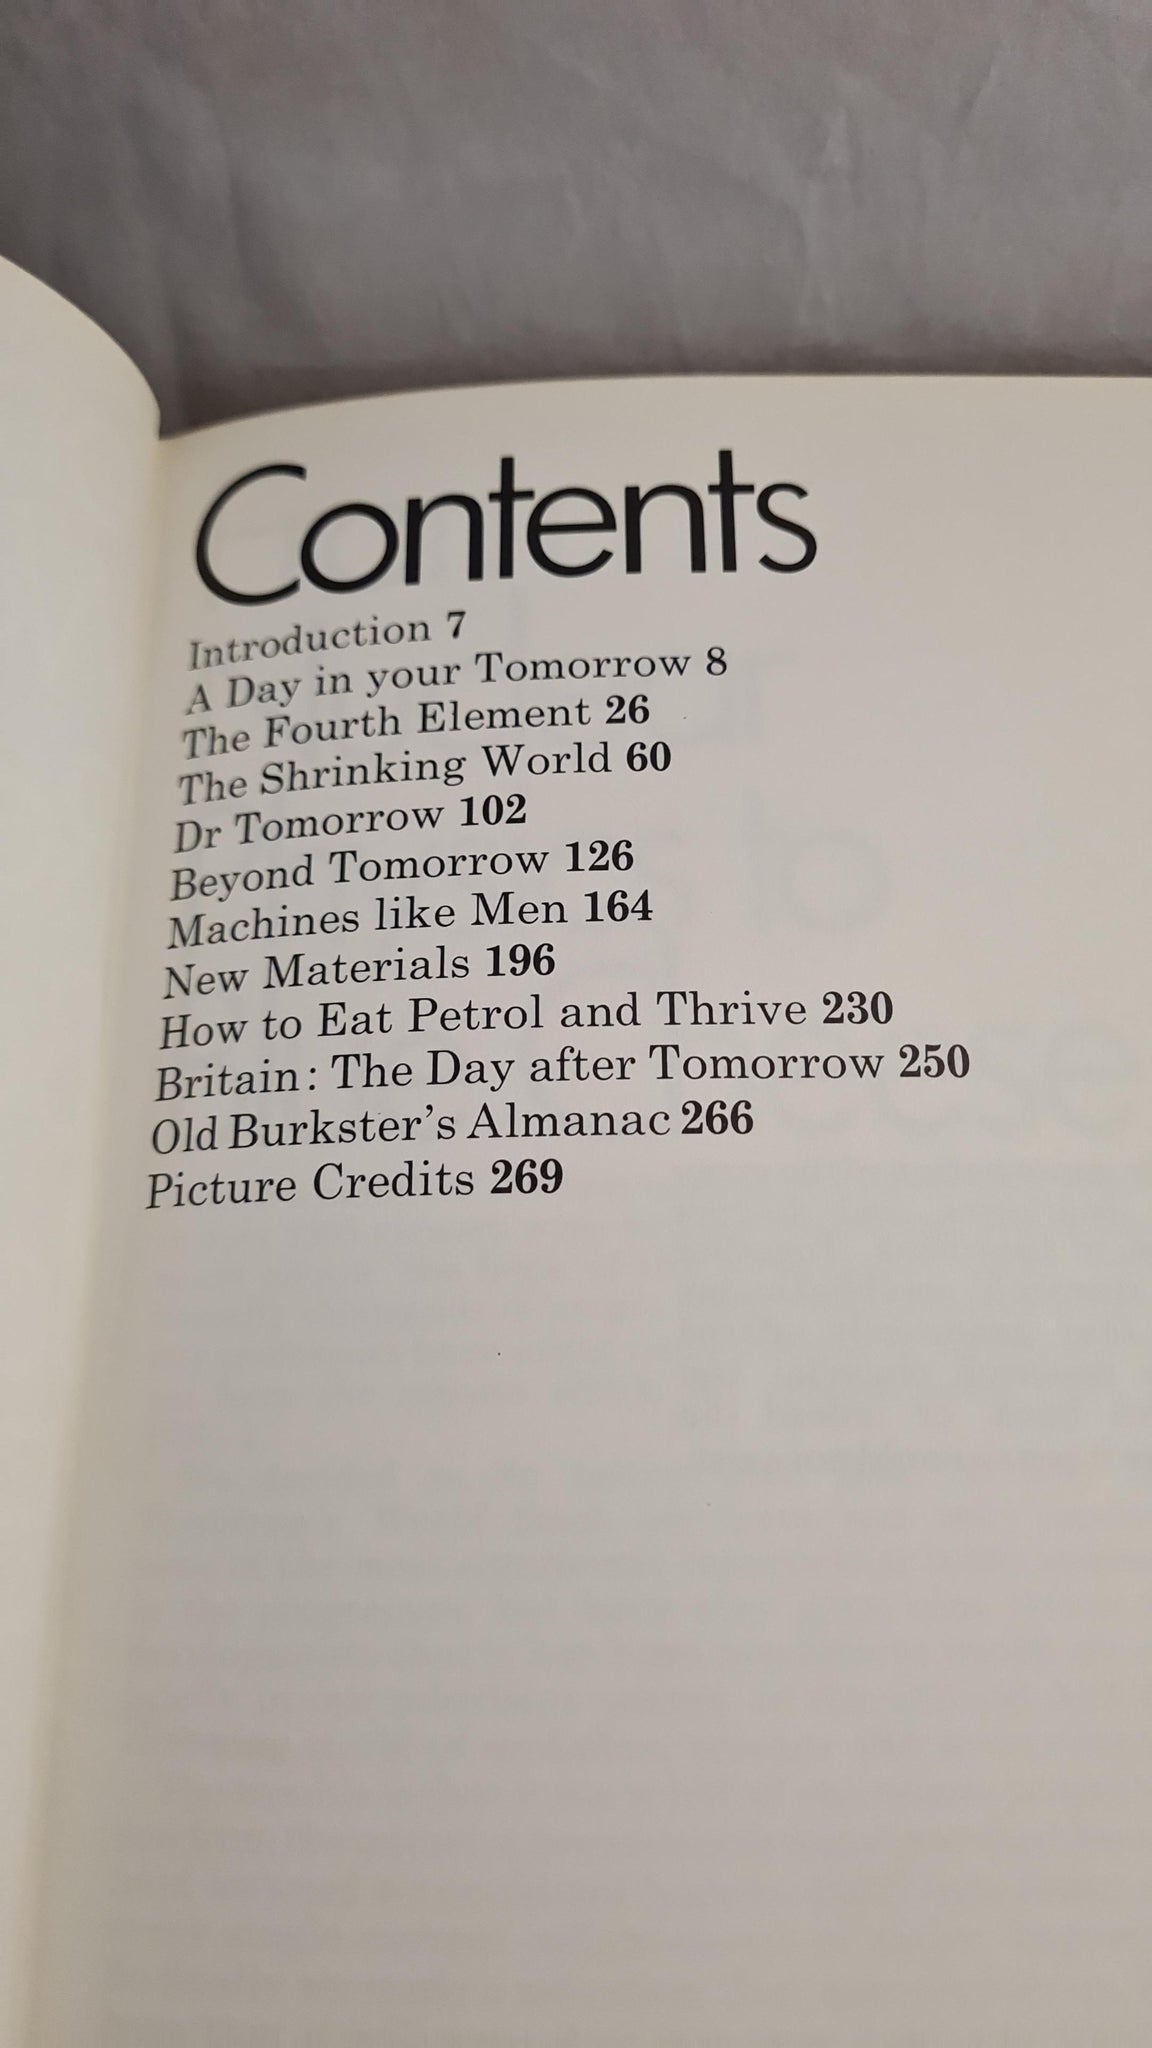 Contents
Introduction 7
A Day in your Tomorrow 8
The Fourth Element 26
The Shrinking World 60
Dr Tomorrow 102
Beyond Tomorrow 126
Machines like Men 164
New Materials 196
How to Eat Petrol and Thrive 230
Britain: The Day after Tomorrow 250
Old Burkster's Almanac 266
Picture Credits 269